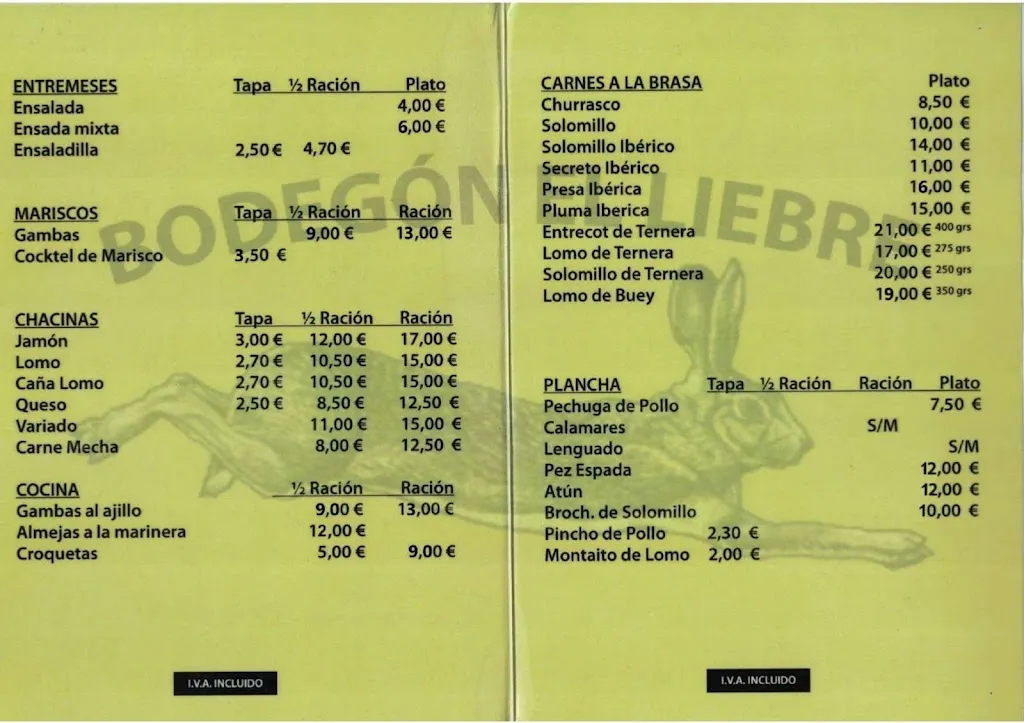 ENTREMESES Tapa ½ Ración Plato
Ensalada 4,00 €
Ensada mixta 6,00 €
Ensaladilla 2,50 € 4,70 €
MARISCOS Tapa ½ Ración Ración
Gambas 9,00 € 13,00 €
Cocktel de Marisco 3,50 €
CHACINAS Tapa ½ Ración Ración
Jamón 3,00 € 12,00 € 17,00 €
Lomo 2,70 € 10,50 € 15,00 €
Caña Lomo 2,70 € 10,50 € 15,00 €
Queso 2,50 € 8,50 € 12,50 €
Variado 11,00 € 15,00 €
Carne Mecha 8,00 € 12,50 €
COCINA ½ Ración Ración
Gambas al ajillo 9,00 € 13,00 €
Almejas a la marinera 12,00 €
Croquetas 5,00 € 9,00 €
I.V.A. INCLUIDO
BODEGÓN EL LIEBRE
CARNES A LA BRASA Plato
Churrasco 8,50 €
Solomillo 10,00 €
Solomillo Ibérico 14,00 €
Secreto Ibérico 11,00 €
Presa Ibérica 16,00 €
Pluma Iberica 15,00 €
Entrecot de Ternera 21,00 € 400 grs
Lomo de Ternera 17,00 € 275 grs
Solomillo de Ternera 20,00 € 250 grs
Lomo de Buey 19,00 € 350 grs
PLANCHA Tapa ½ Ración Ración Plato
Pechuga de Pollo 7,50 €
Calamares S/M
Lenguado S/M
Pez Espada 12,00 €
Atún 12,00 €
Broch. de Solomillo 10,00 €
Pincho de Pollo 2,30 €
Montaito de Lomo 2,00 €
I.V.A. INCLUIDO